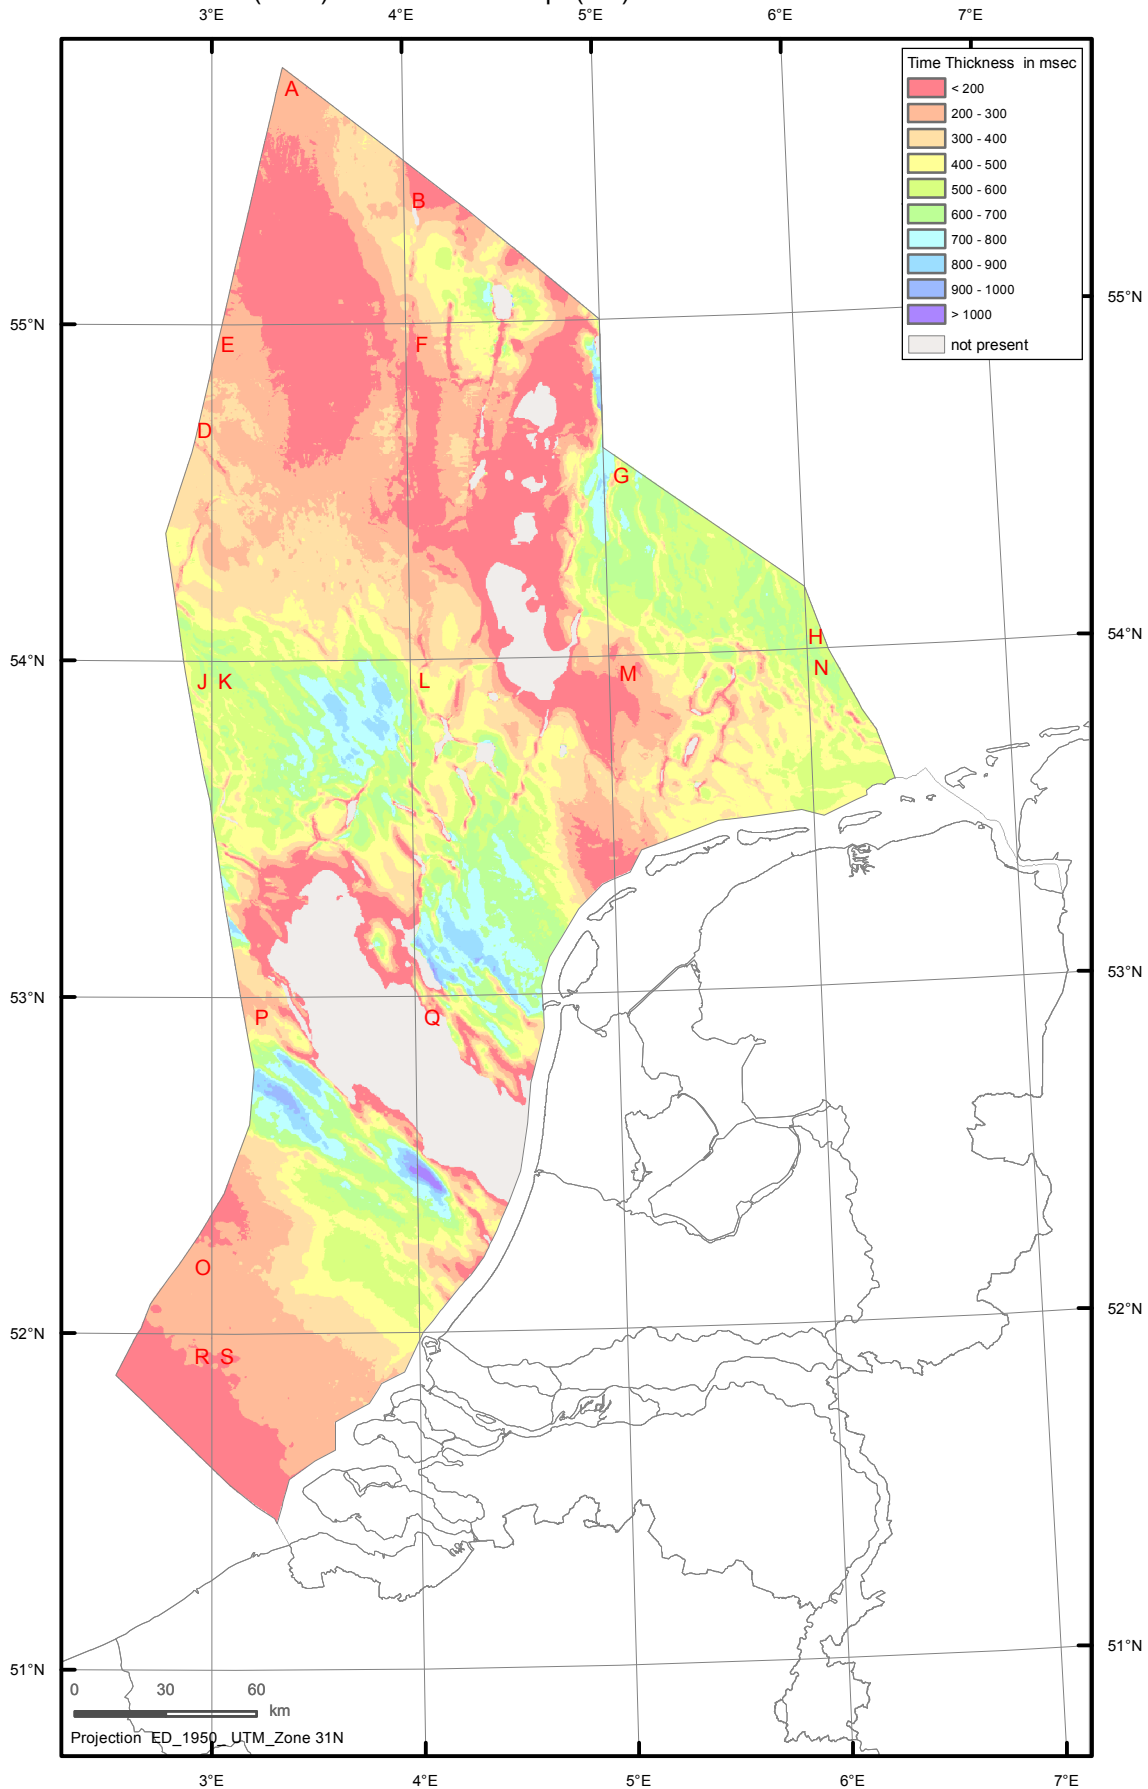 3°E 4°E 5°E 6°E 7°E
Time Thickness in msec
< 200
200 - 300
300 - 400
400 - 500
500 - 600
600 - 700
700 - 800
800 - 900
900 - 1000
> 1000
not present
A
B
55°N 55°N
E F
D
G
H
54°N 54°N
J K L M N
53°N 53°N
P Q
O
52°N 52°N
R S
51°N 51°N
0 30 60
km
Projection ED_1950_UTM_Zone 31N
3°E 4°E 5°E 6°E 7°E